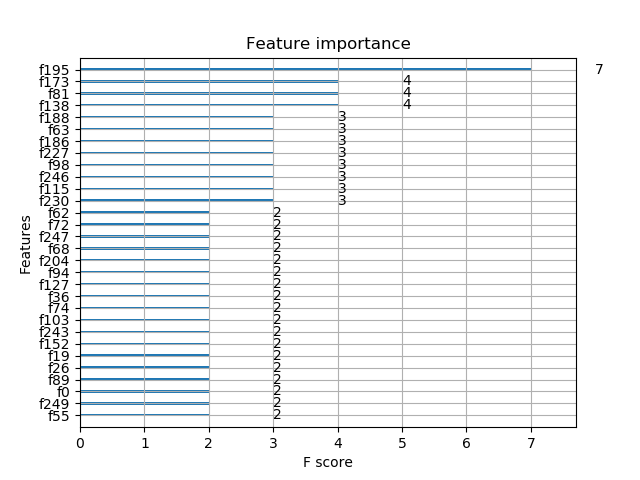 Feature importance
f195 7
f173 4
f81 4
f138 4
f188 3
f63 3
f186 3
f227 3
f98 3
f246 3
f115 3
f230 3
f62 2
f72 2
f247 2
f68 2
f204 2
f94 2
f127 2
f36 2
f74 2
f103 2
f243 2
f152 2
f19 2
f26 2
f89 2
f0 2
f249 2
f55 2
Features
0 1 2 3 4 5 6 7
F score